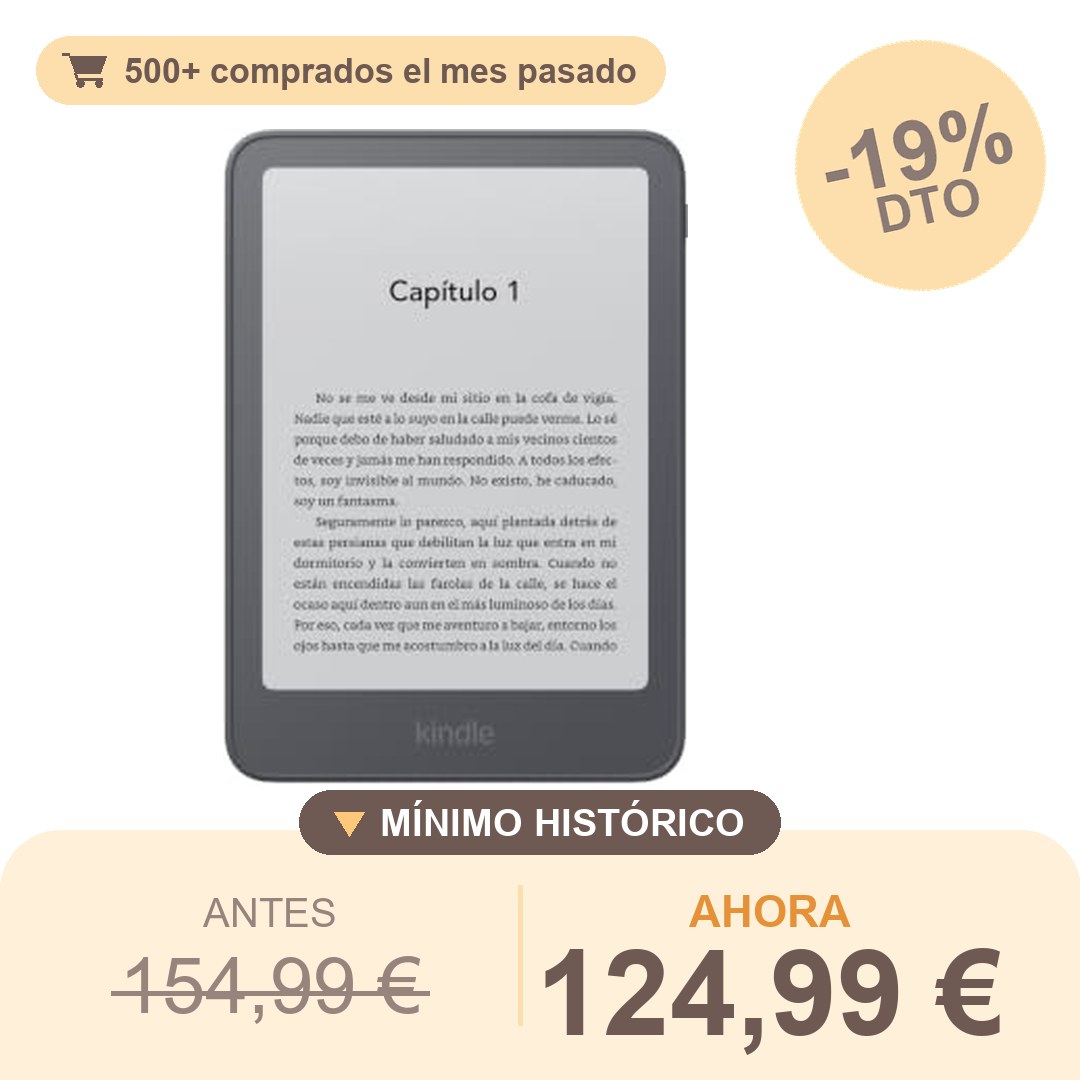 500+ comprados el mes pasado
-19%
DTO
Capítulo 1
No se me ve desde mi sitio en la cofa de vigía.
Nadie que esté a lo suyo en la calle puede verme. Lo sé
porque debo de haber saludado a mis vecinos cientos
de veces y jamás me han respondido. A todos los efec-
tos, soy invisible al mundo. No existo, he caducado,
soy un fantasma.
Seguramente lo parezco, aquí plantada detrás de
estas persianas que debilitan la luz que entra en mi
dormitorio y la convierten en sombra. Cuando no
están encendidas las farolas de la calle, se hace el
ocaso aquí dentro aun en el más luminoso de los días.
Por eso, cada vez que me aventuro a bajar, entorno los
ojos hasta que me acostumbro a la luz del día. Cuando
kindle
MÍNIMO HISTÓRICO
ANTES
154,99 €
AHORA
124,99 €